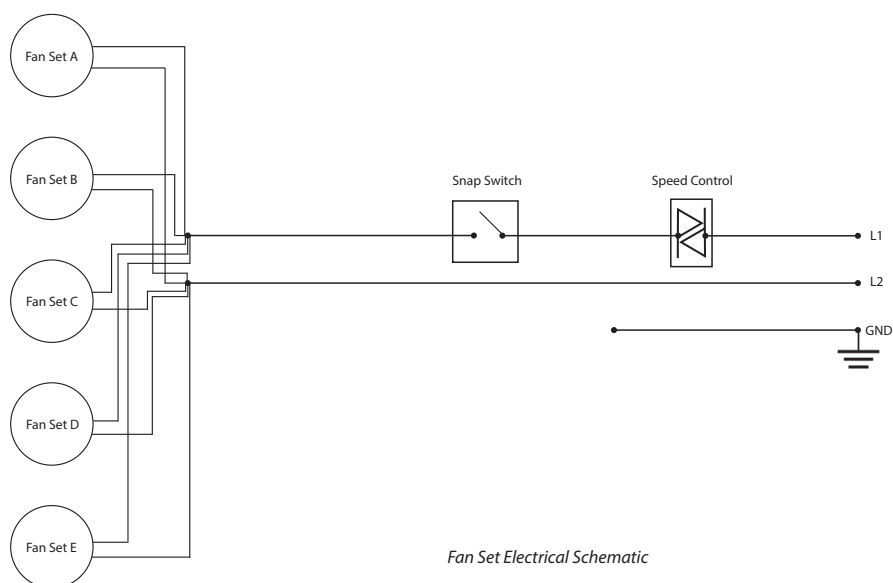 Fan Set A
Fan Set B
Snap Switch
Speed Control
L1
L2
Fan Set C
GND
Fan Set D
Fan Set E
Fan Set Electrical Schematic